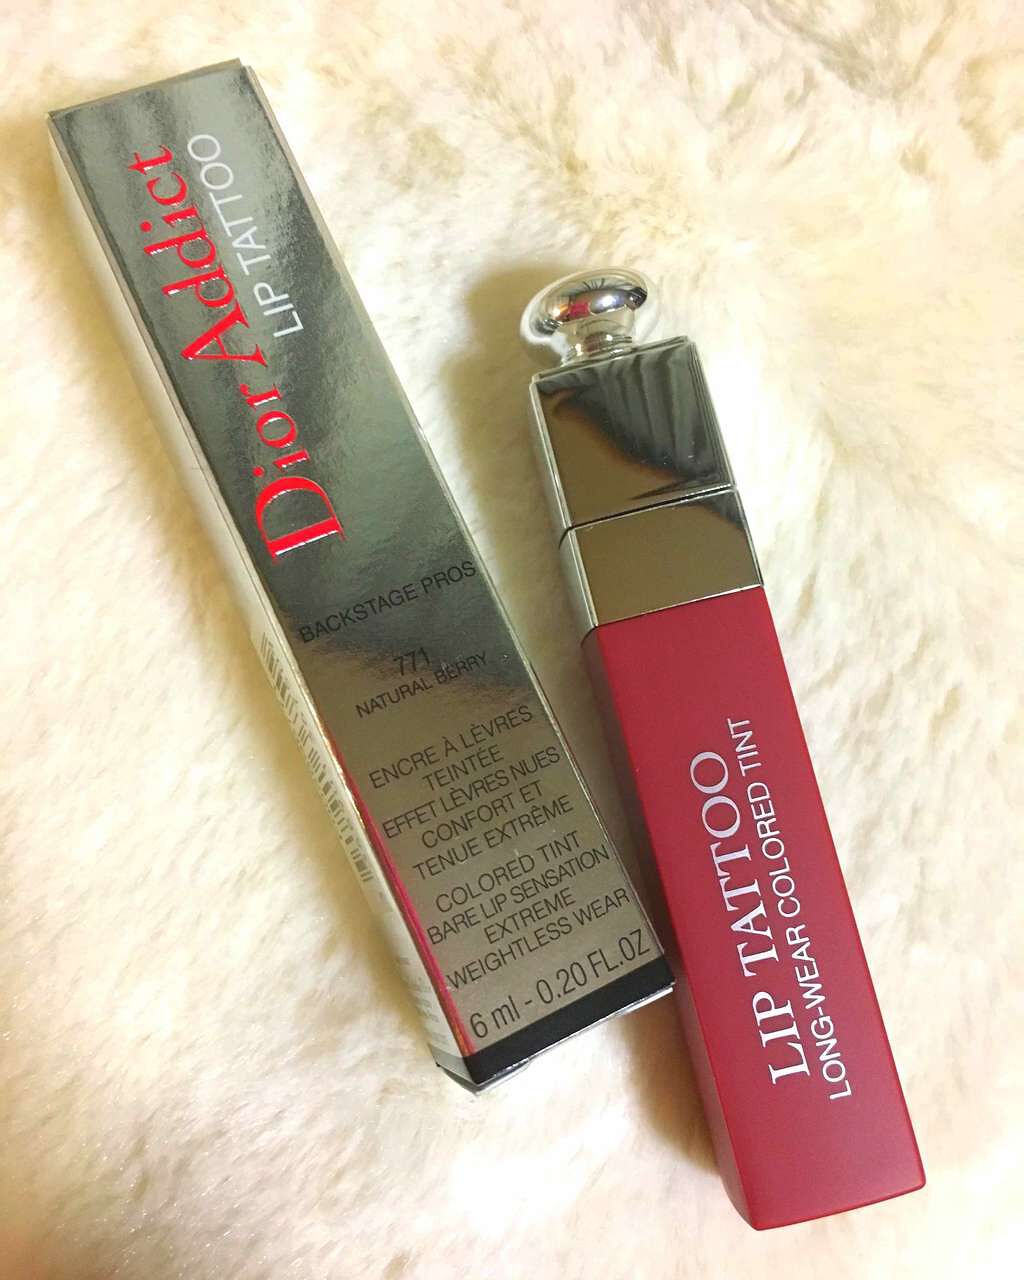 Dior Addict
LIP TATTOO
BACKSTAGE PROS
771
NATURAL BERRY
ENCRE À LÈVRES
TEINTÉE
EFFET LÈVRES NUES
CONFORT ET
TENUE EXTRÊME
COLORED TINT
BARE LIP SENSATION
EXTREME
WEIGHTLESS WEAR
6 ml - 0.20 FL.OZ
LIP TATTOO
LONG-WEAR COLORED TINT